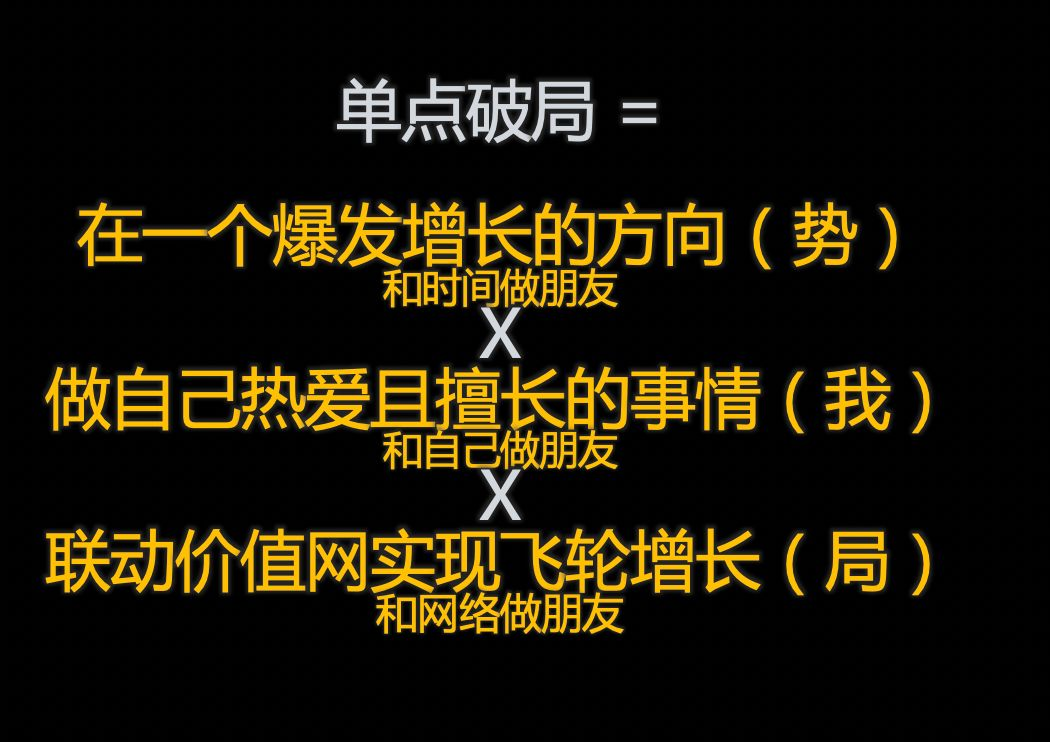 单点破局 =
在一个爆发增长的方向（势）
和时间做朋友
X
做自己热爱且擅长的事情（我）
和自己做朋友
X
联动价值网实现飞轮增长（局）
和网络做朋友